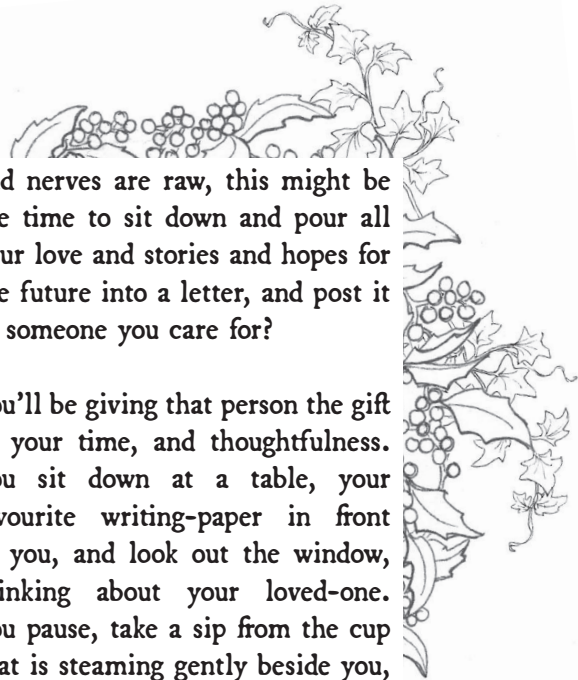 d nerves are raw, this might be
e time to sit down and pour all
ur love and stories and hopes for
e future into a letter, and post it
someone you care for?
ou'll be giving that person the gift
your time, and thoughtfulness.
ou sit down at a table, your
vourite writing-paper in front
you, and look out the window,
inking about your loved-one.
ou pause, take a sip from the cup
at is steaming gently beside you,